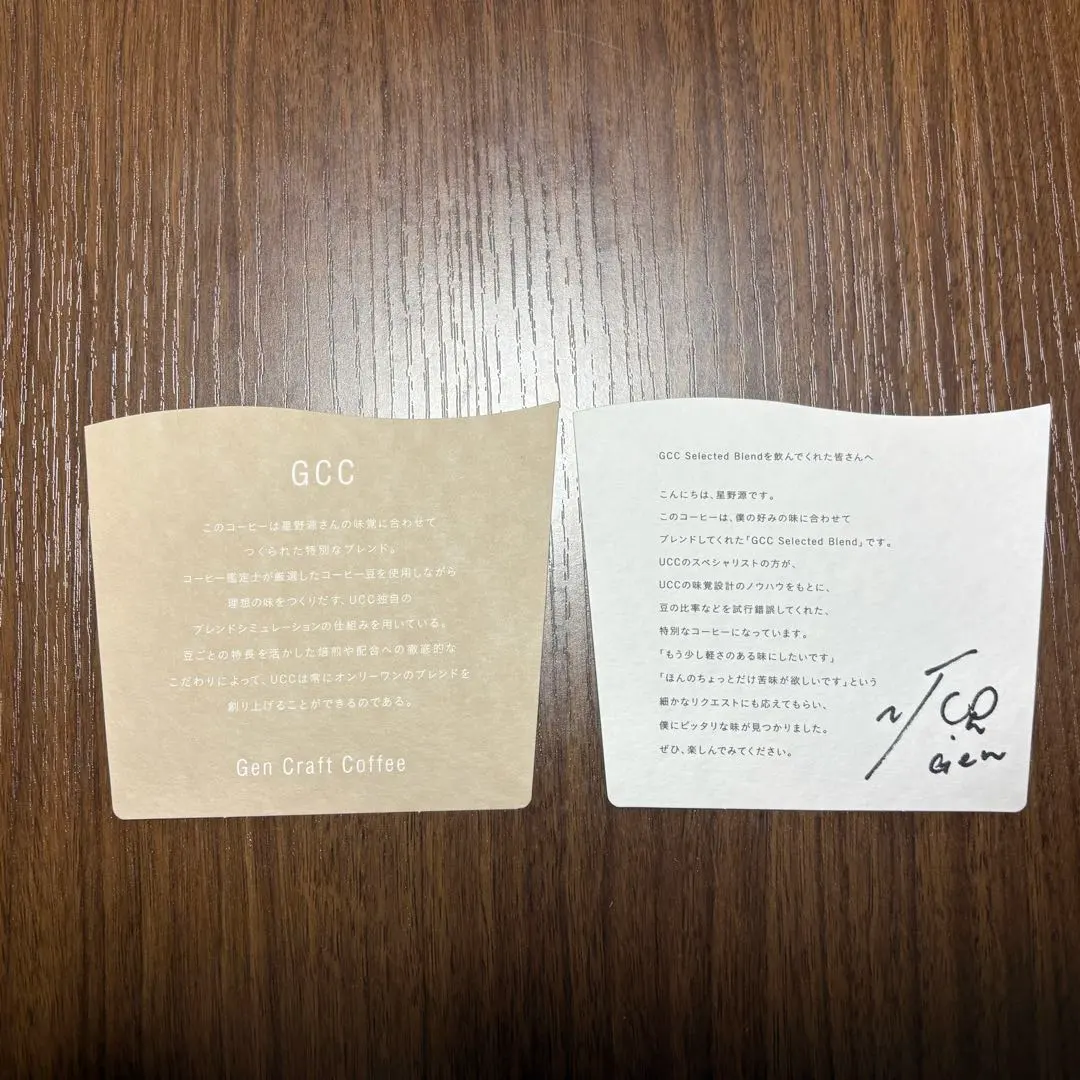 GCC
このコーヒーは星野源さんの味覚に合わせて
つくられた特別なブレンド。
コーヒー鑑定士が厳選したコーヒー豆を使用しながら
理想の味をつくりだす、UCC独自の
ブレンドシミュレーションの仕組みを用いている。
豆ごとの特長を活かした焙煎や配合への徹底的な
こだわりによって、UCCは常にオンリーワンのブレンドを
創り上げることができるのである。
Gen Craft Coffee
GCC Selected Blendを飲んでくれた皆さんへ
こんにちは、星野源です。
このコーヒーは、僕の好みの味に合わせて
ブレンドしてくれた「GCC Selected Blend」です。
UCCのスペシャリストの方が、
UCCの味覚設計のノウハウをもとに、
豆の比率などを試行錯誤してくれた、
特別なコーヒーになっています。
「もう少し軽さのある味にしたいです」
「ほんのちょっとだけ苦味が欲しいです」という
細かなリクエストにも応えてもらい、
僕にピッタリな味が見つかりました。
ぜひ、楽しんでみてください。
Gen